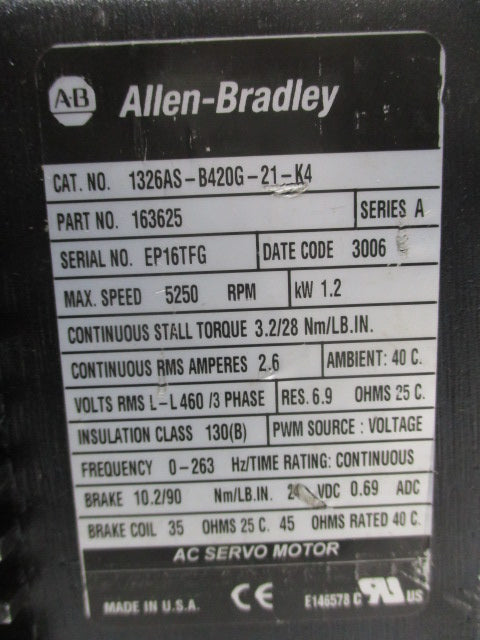 AB Allen-Bradley
CAT. NO. 1326AS-B420G-21-K4
PART NO. 163625 SERIES A
SERIAL NO. EP16TFG DATE CODE 3006
MAX. SPEED 5250 RPM kW 1.2
CONTINUOUS STALL TORQUE 3.2/28 Nm/LB.IN.
CONTINUOUS RMS AMPERES 2.6 AMBIENT: 40 C.
VOLTS RMS L-L 460 /3 PHASE RES. 6.9 OHMS 25 C.
INSULATION CLASS 130(B) PWM SOURCE : VOLTAGE
FREQUENCY 0-263 Hz/TIME RATING: CONTINUOUS
BRAKE 10.2/90 Nm/LB.IN. VDC 0.69 ADC
BRAKE COIL 35 OHMS 25 C. 45 OHMS RATED 40 C.
AC SERVO MOTOR
MADE IN U.S.A. CE E146578 C RU US